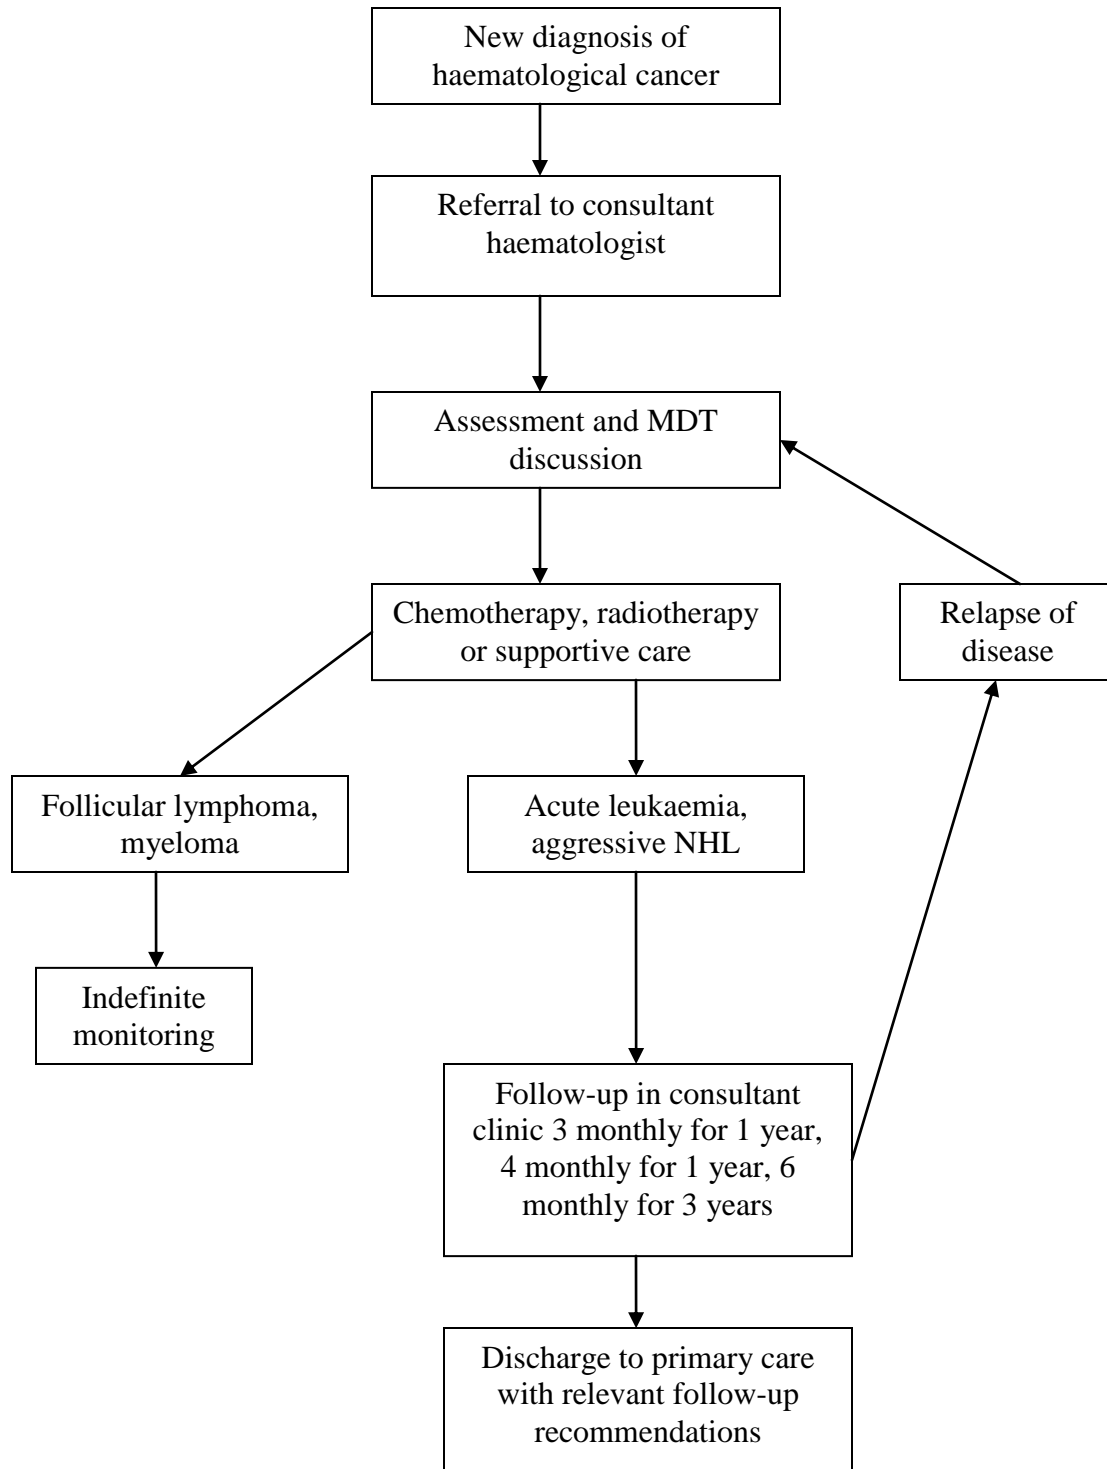 New diagnosis of
haematological cancer
Referral to consultant
haematologist
Assessment and MDT
discussion
Chemotherapy, radiotherapy
or supportive care
Relapse of
disease
Follicular lymphoma,
myeloma
Acute leukaemia,
aggressive NHL
Indefinite
monitoring
Follow-up in consultant
clinic 3 monthly for 1 year,
4 monthly for 1 year, 6
monthly for 3 years
Discharge to primary care
with relevant follow-up
recommendations